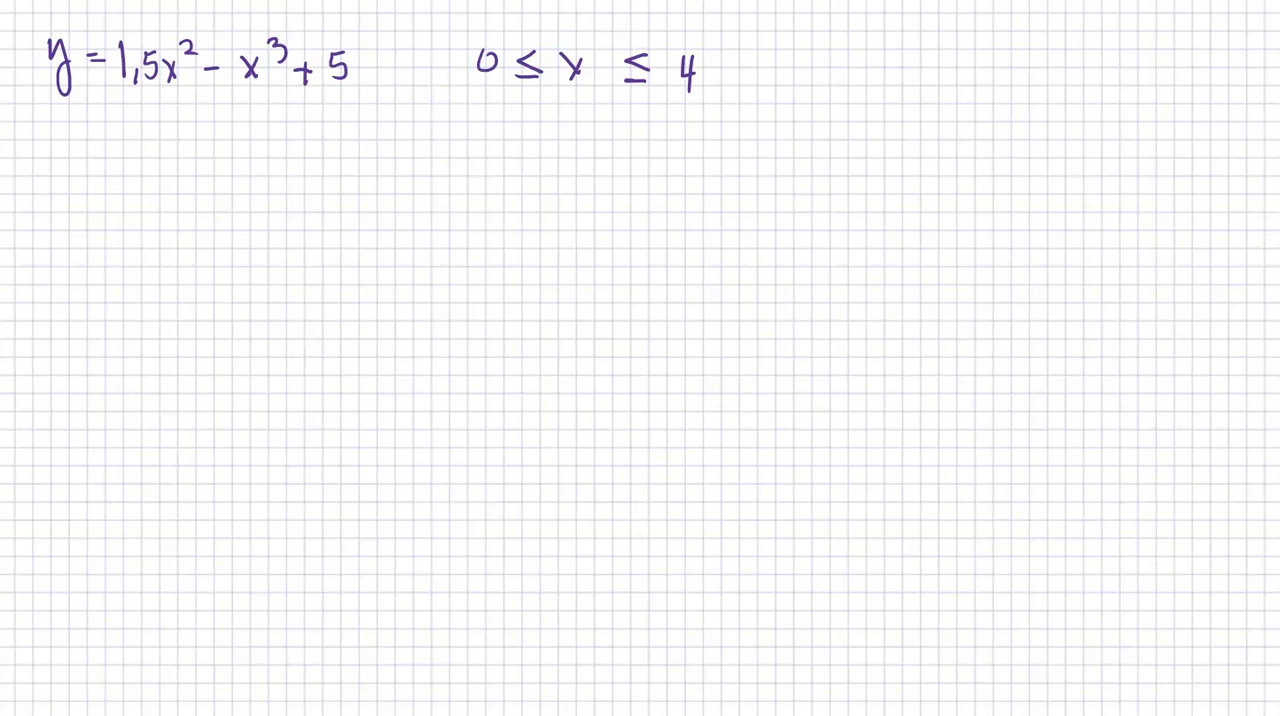 y = 1,5x² - x³ + 5 0 ≤ x ≤ 4